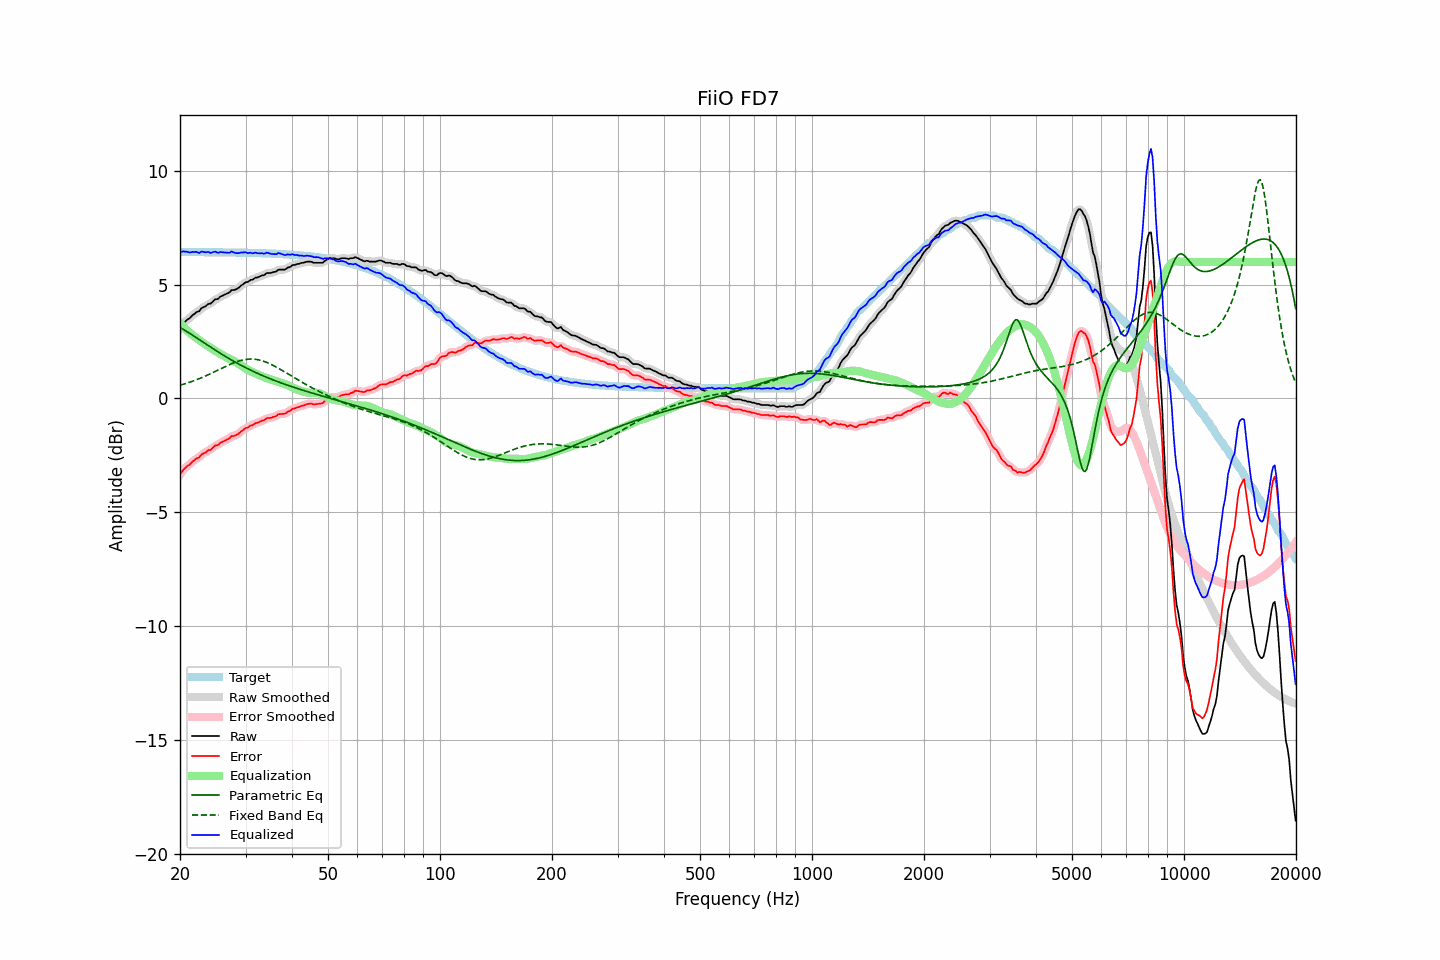 FiiO FD7
Amplitude (dBr)
10
5
0
−5
−10
−15
−20
Target
Raw Smoothed
Error Smoothed
Raw
Error
Equalization
Parametric Eq
Fixed Band Eq
Equalized
20 50 100 200 500 1000 2000 5000 10000 20000
Frequency (Hz)